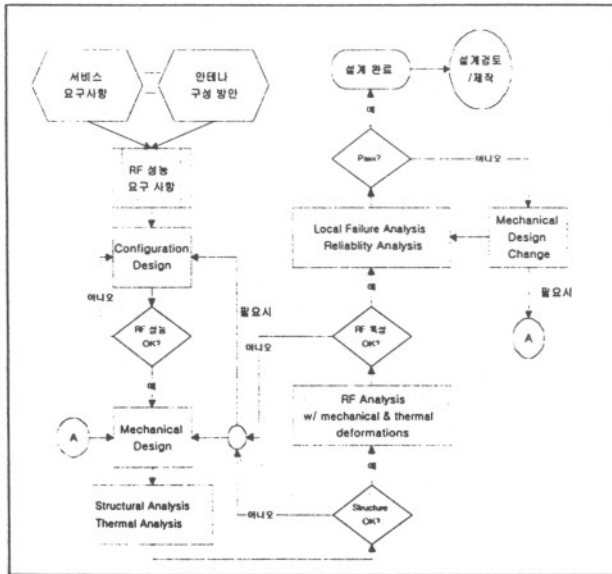 서비스
요구사항
안테나
구성 방안
RF 성능
요구 사항
Configuration
Design
아니오
RF 성능
OK?
예
A
Mechanical
Design
Structural Analysis
Thermal Analysis
필요시
설계 완료
설계검토
/제작
예
Pass?
아니오
Local Failure Analysis
Reliablity Analysis
Mechanical
Design
Change
예
필요시
A
RF 특성
OK?
아니오
RF Analysis
w/ mechanical & thermal
deformations
예
Structure
OK?
아니오